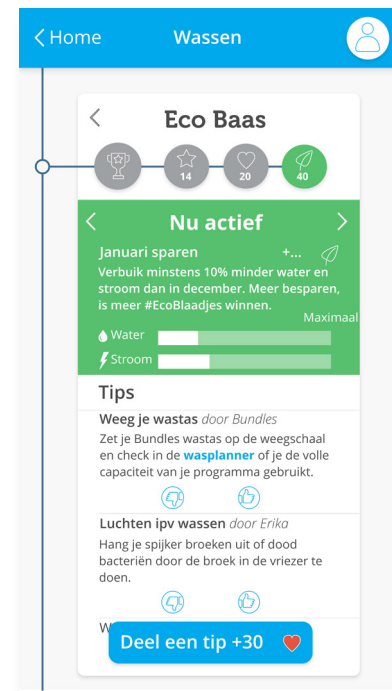 Home
Wassen
Eco Baas
14
20
40
Nu actief
Januari sparen +...
Verbuik minstens 10% minder water en
stroom dan in december. Meer besparen,
is meer #EcoBlaadjes winnen.
Maximaal
Water
Stroom
Tips
Weeg je wastas door Bundles
Zet je Bundles wastas op de weegschaal
en check in de wasplanner of je de volle
capaciteit van je programma gebruikt.
Luchten ipv wassen door Erika
Hang je spijker broeken uit of dood
bacteriën door de broek in de vriezer te
doen.
Deel een tip +30